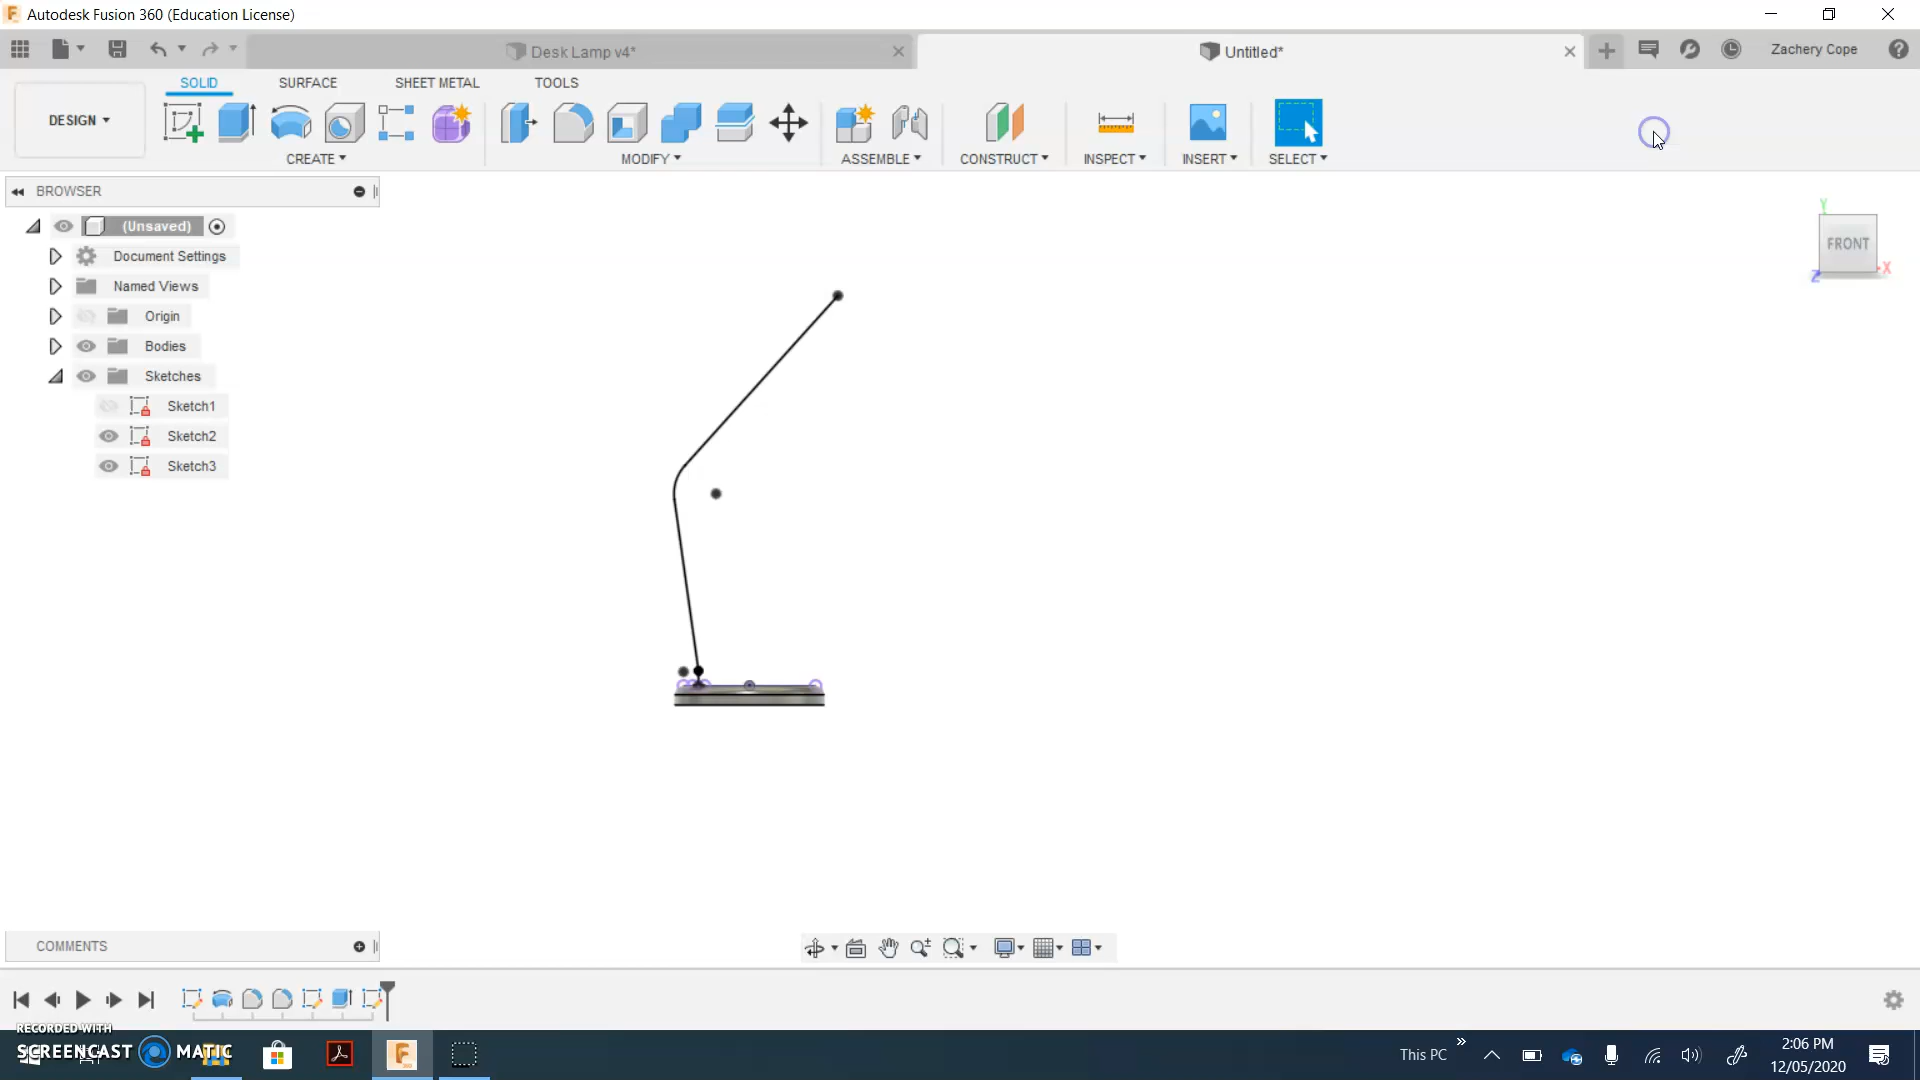 Autodesk Fusion 360 (Education License)
Desk Lamp v4*
Untitled*
Zachery Cope
DESIGN
SOLID
SURFACE
SHEET METAL
TOOLS
CREATE
MODIFY
ASSEMBLE
CONSTRUCT
INSPECT
INSERT
SELECT
BROWSER
(Unsaved)
Document Settings
Named Views
Origin
Bodies
Sketches
Sketch1
Sketch2
Sketch3
Y
FRONT
Z
X
COMMENTS
RECORDED WITH
SCREENCAST MATIC
This PC
2:06 PM
12/05/2020